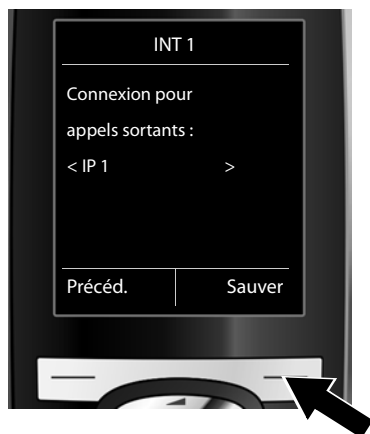 INT 1
Connexion pour
appels sortants :
< IP 1 >
Précéd. Sauver